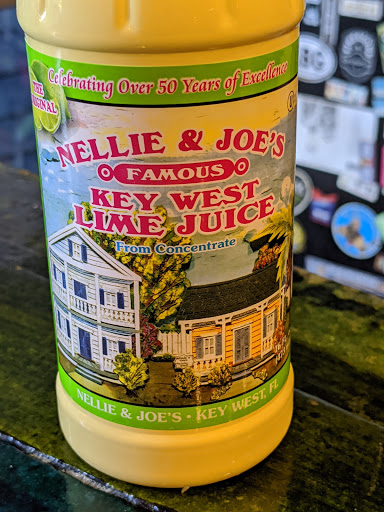 Celebrating Over 50 Years of Excellence
THE
ORIGINAL
NELLIE & JOE'S
FAMOUS
KEY WEST
LIME JUICE
From Concentrate
NELLIE & JOE'S • KEY WEST, FL